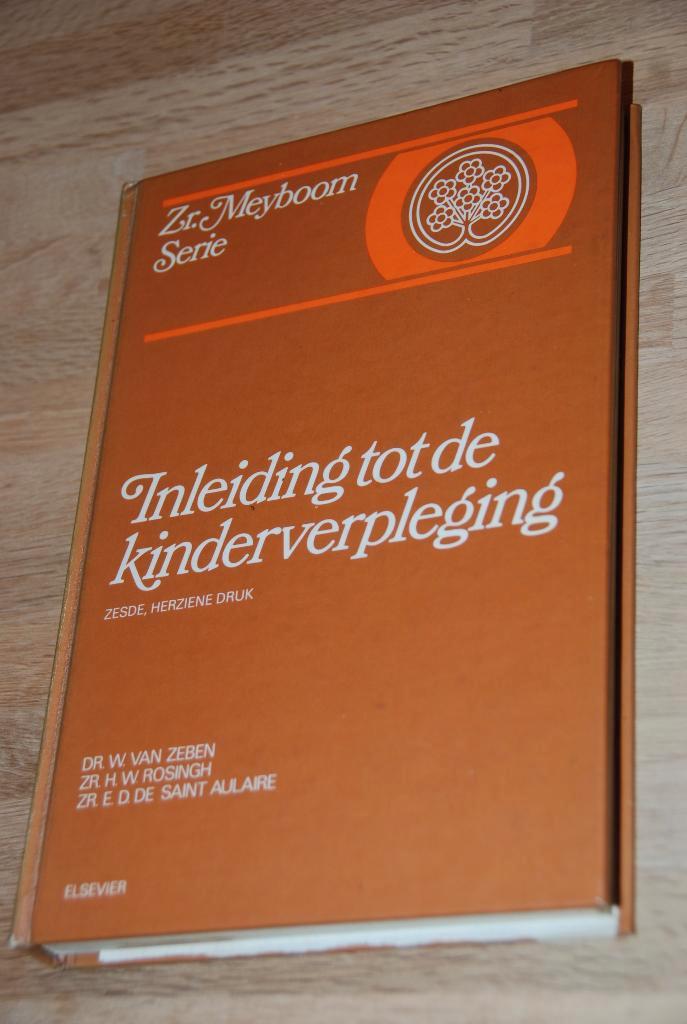 Zr. Meyboom
Serie
Inleiding tot de
kinderverpleging
ZESDE, HERZIENE DRUK
DR. W. VAN ZEBEN
ZR. H. W. ROSINGH
ZR. E. D. DE SAINT AULAIRE
ELSEVIER